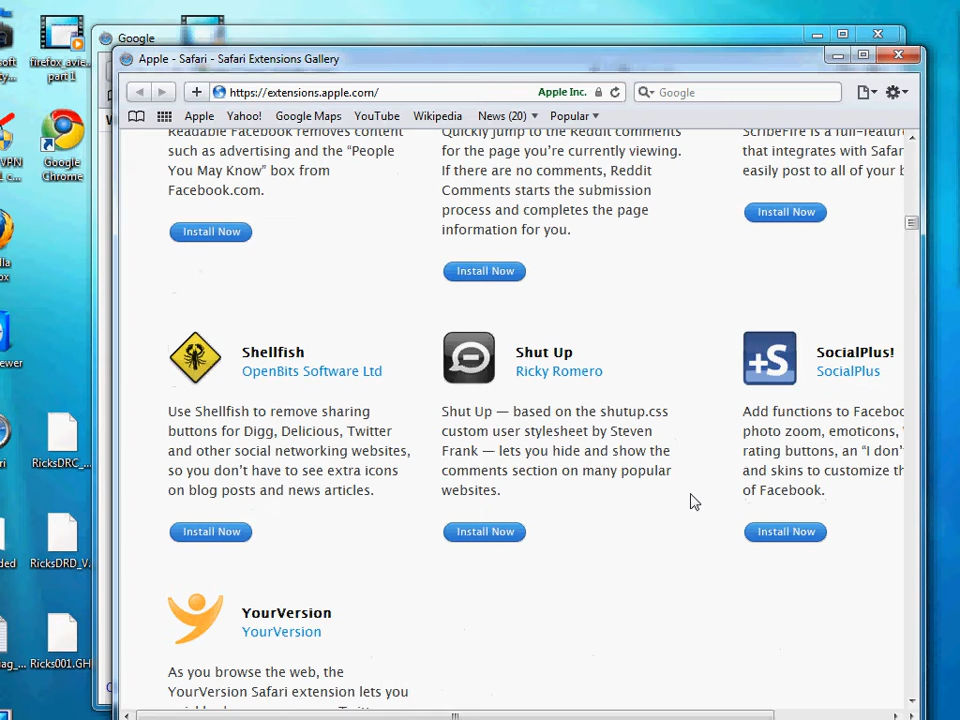 Google
Apple - Safari - Safari Extensions Gallery
https://extensions.apple.com/
Apple Inc.
Google
Apple Yahoo! Google Maps YouTube Wikipedia News (20) Popular
Readable Facebook removes content
such as advertising and the “People
You May Know” box from
Facebook.com.
Install Now
Quickly jump to the Reddit comments
for the page you’re currently viewing.
If there are no comments, Reddit
Comments starts the submission
process and completes the page
information for you.
Install Now
ScribeFire is a full-featur
that integrates with Safar
easily post to all of your b
Install Now
Shellfish
OpenBits Software Ltd
Use Shellfish to remove sharing
buttons for Digg, Delicious, Twitter
and other social networking websites,
so you don’t have to see extra icons
on blog posts and news articles.
Install Now
Shut Up
Ricky Romero
Shut Up — based on the shutup.css
custom user stylesheet by Steven
Frank — lets you hide and show the
comments section on many popular
websites.
Install Now
+S
SocialPlus!
SocialPlus
Add functions to Faceboo
photo zoom, emoticons,
rating buttons, an “I don’
and skins to customize th
of Facebook.
Install Now
YourVersion
YourVersion
As you browse the web, the
YourVersion Safari extension lets you
firefox_avie...
part 1
Google
Chrome
RicksDRC_...
RicksDRD_V.
Ricks001.GH
VPN